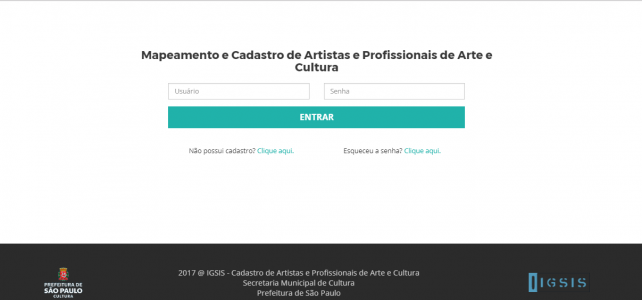 Mapeamento e Cadastro de Artistas e Profissionais de Arte e
Cultura
Usuário
Senha
ENTRAR
Não possui cadastro? Clique aqui.
Esqueceu a senha? Clique aqui.
PREFEITURA DE
SÃO PAULO
CULTURA
2017 @ IGSIS - Cadastro de Artistas e Profissionais de Arte e Cultura
Secretaria Municipal de Cultura
Prefeitura de São Paulo
IGSIS